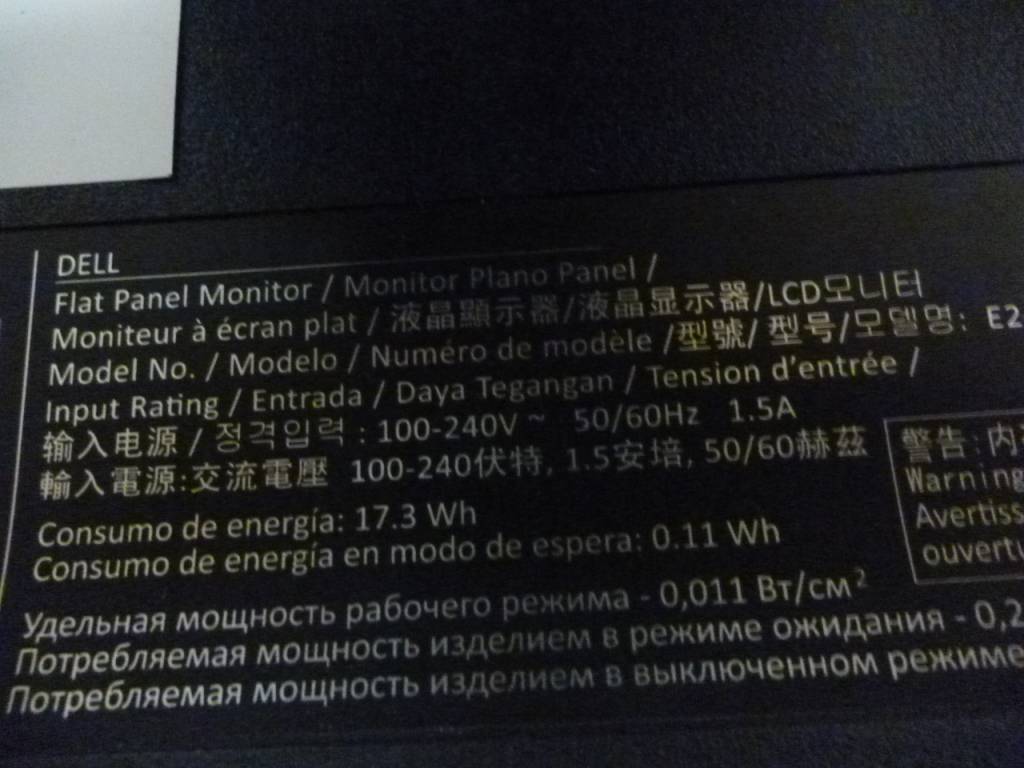 DELL
Flat Panel Monitor / Monitor Plano Panel /
Moniteur à écran plat / 液晶顯示器/液晶显示器/LCD모니터
Model No. / Modelo / Numéro de modèle /型號/ 型号/모델명: E2
Input Rating / Entrada / Daya Tegangan / Tension d'entrée /
输入电源 / 정격입력 : 100-240V ~ 50/60Hz 1.5A
輸入電源:交流電壓 100-240伏特, 1.5安培, 50/60赫茲
Consumo de energía: 17.3 Wh
Consumo de energía en modo de espera: 0.11 Wh
Удельная мощность рабочего режима - 0,011 Вт/см²
Потребляемая мощность изделием в режиме ожидания - 0,2
Потребляемая мощность изделием в выключенном режиме
警告: 内
Warning
Avertiss
ouvertu